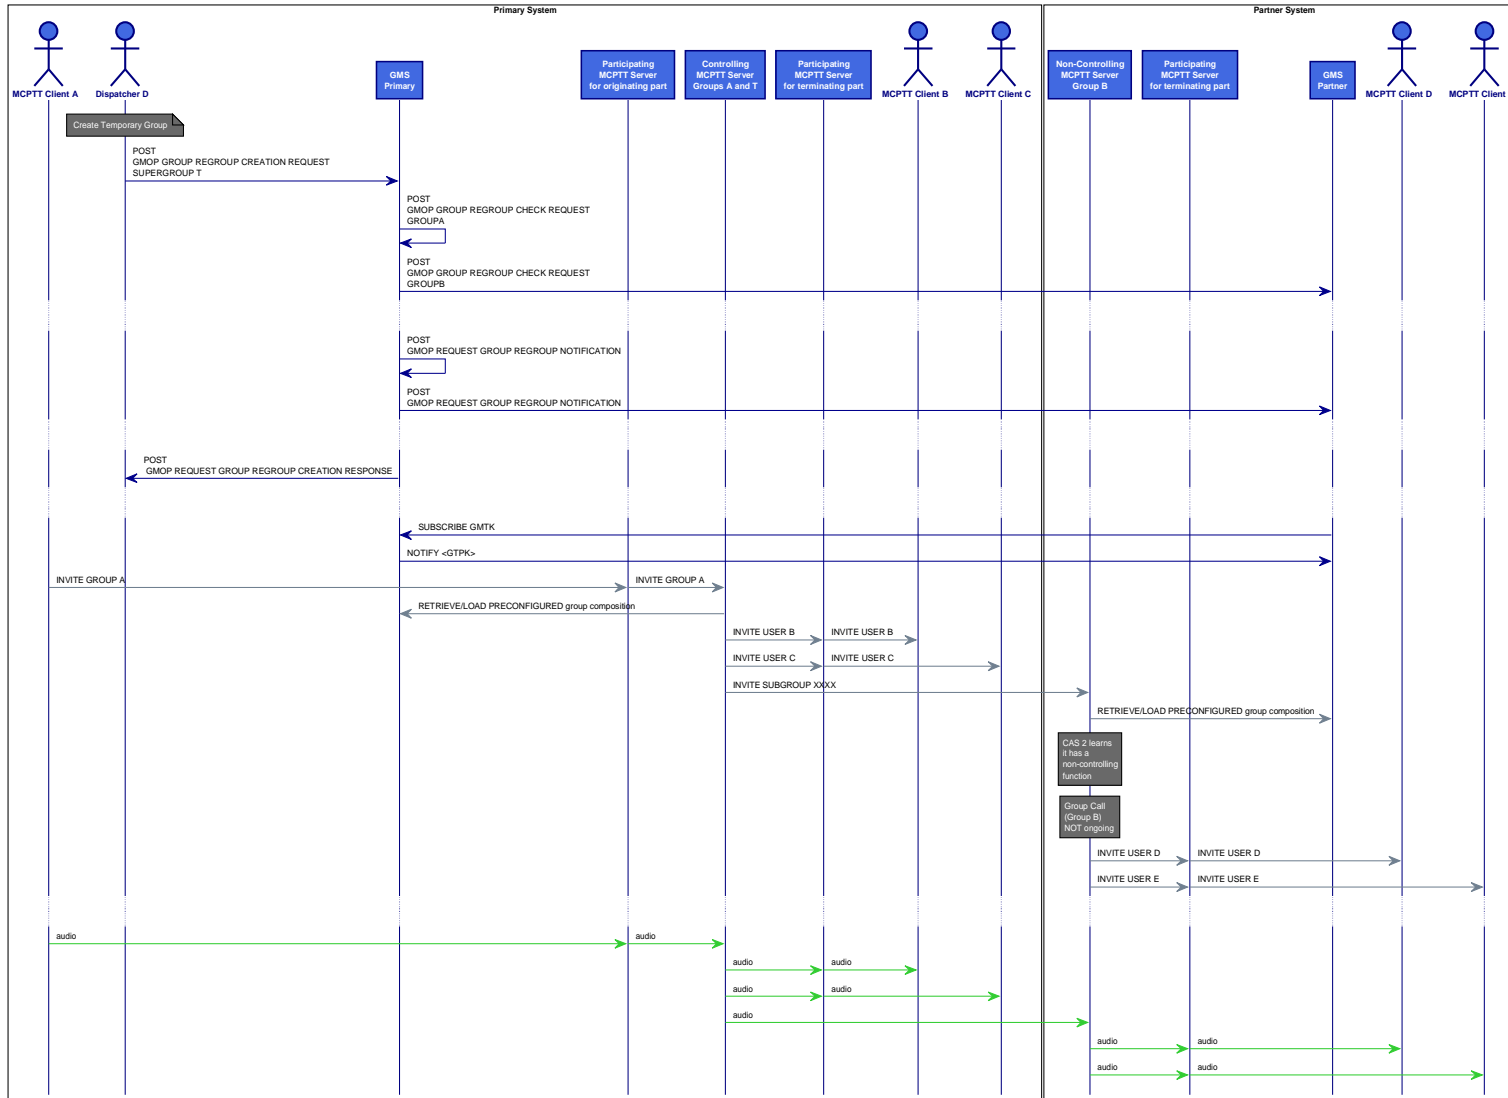 Primary System
Partner System
MCPTT Client A
Dispatcher D
GMS
Primary
Participating
MCPTT Server
for originating part
Controlling
MCPTT Server
Groups A and T
Participating
MCPTT Server
for terminating part
MCPTT Client B
MCPTT Client C
Non-Controlling
MCPTT Server
Group B
Participating
MCPTT Server
for terminating part
GMS
Partner
MCPTT Client D
MCPTT Client
Create Temporary Group
POST
GMOP GROUP REGROUP CREATION REQUEST
SUPERGROUP T
POST
GMOP GROUP REGROUP CHECK REQUEST
GROUPA
POST
GMOP GROUP REGROUP CHECK REQUEST
GROUPB
POST
GMOP REQUEST GROUP REGROUP NOTIFICATION
POST
GMOP REQUEST GROUP REGROUP NOTIFICATION
POST
GMOP REQUEST GROUP REGROUP CREATION RESPONSE
SUBSCRIBE GMTK
NOTIFY <GTPK>
INVITE GROUP A
INVITE GROUP A
RETRIEVE/LOAD PRECONFIGURED group composition
INVITE USER B
INVITE USER B
INVITE USER C
INVITE USER C
INVITE SUBGROUP XXXX
RETRIEVE/LOAD PRECONFIGURED group composition
CAS 2 learns
it has a
non-controlling
function
Group Call
(Group B)
NOT ongoing
INVITE USER D
INVITE USER D
INVITE USER E
INVITE USER E
audio
audio
audio
audio
audio
audio
audio
audio
audio
audio
audio